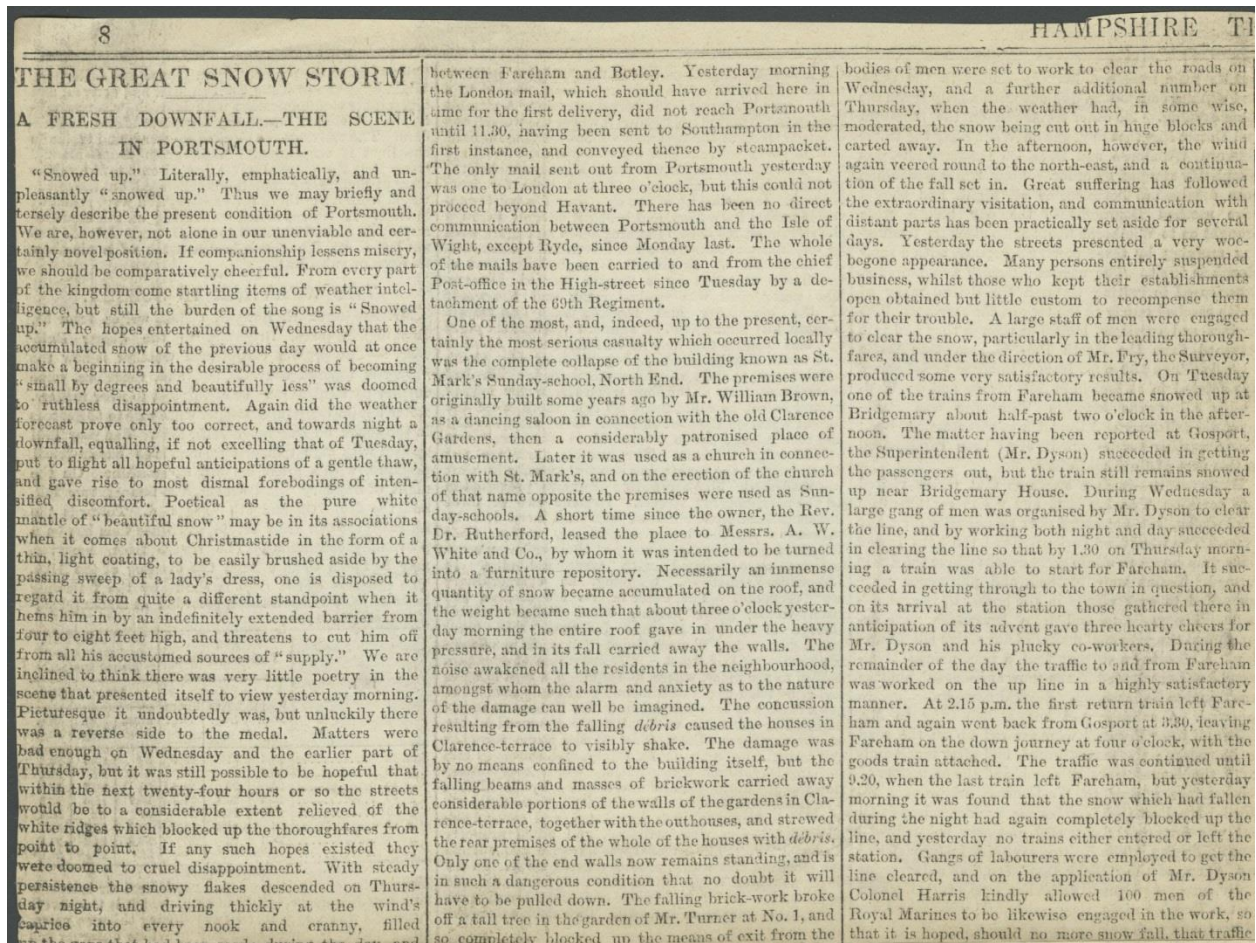 8
HAMPSHIRE
THE GREAT SNOW STORM.
A FRESH DOWNFALL.—THE SCENE
IN PORTSMOUTH.
"Snowed up." Literally, emphatically, and un-
pleasantly "snowed up." Thus we may briefly and
tersely describe the present condition of Portsmouth.
We are, however, not alone in our unenviable and cer-
tainly novel position. If companionship lessens misery,
we should be comparatively cheerful. From every part
of the kingdom come startling items of weather intel-
ligence, but still the burden of the song is "Snowed
up." The hopes entertained on Wednesday that the
accumulated snow of the previous day would at once
make a beginning in the desirable process of becoming
"small by degrees and beautifully less" was doomed
to ruthless disappointment. Again did the weather
forecast prove only too correct, and towards night a
downfall, equalling, if not excelling that of Tuesday,
put to flight all hopeful anticipations of a gentle thaw,
and gave rise to most dismal forebodings of inten-
sified discomfort. Poetical as the pure white
mantle of "beautiful snow" may be in its associations
when it comes about Christmastide in the form of a
thin, light coating, to be easily brushed aside by the
passing sweep of a lady's dress, one is disposed to
regard it from quite a different standpoint when it
hems him in by an indefinitely extended barrier from
four to eight feet high, and threatens to cut him off
from all his accustomed sources of "supply." We are
inclined to think there was very little poetry in the
scene that presented itself to view yesterday morning.
Picturesque it undoubtedly was, but unluckily there
was a reverse side to the medal. Matters were
bad enough on Wednesday and the earlier part of
Thursday, but it was still possible to be hopeful that
within the next twenty-four hours or so the streets
would be to a considerable extent relieved of the
white ridges which blocked up the thoroughfares from
point to point. If any such hopes existed they
were doomed to cruel disappointment. With steady
persistence the snowy flakes descended on Thurs-
day night, and driving thickly at the wind's
caprice into every nook and cranny, filled
between Fareham and Botley. Yesterday morning
the London mail, which should have arrived here in
time for the first delivery, did not reach Portsmouth
until 11.30, having been sent to Southampton in the
first instance, and conveyed thence by steampacket.
The only mail sent out from Portsmouth yesterday
was one to London at three o'clock, but this could not
proceed beyond Havant. There has been no direct
communication between Portsmouth and the Isle of
Wight, except Ryde, since Monday last. The whole
of the mails have been carried to and from the chief
Post-office in the High-street since Tuesday by a de-
tachment of the 69th Regiment.
One of the most, and, indeed, up to the present, cer-
tainly the most serious casualty which occurred locally
was the complete collapse of the building known as St.
Mark's Sunday-school, North End. The premises were
originally built some years ago by Mr. William Brown,
as a dancing saloon in connection with the old Clarence
Gardens, then a considerably patronised place of
amusement. Later it was used as a church in connec-
tion with St. Mark's, and on the erection of the church
of that name opposite the premises were used as Sun-
day-schools. A short time since the owner, the Rev.
Dr. Rutherford, leased the place to Messrs. A. W.
White and Co., by whom it was intended to be turned
into a furniture repository. Necessarily an immense
quantity of snow became accumulated on the roof, and
the weight became such that about three o'clock yester-
day morning the entire roof gave in under the heavy
pressure, and in its fall carried away the walls. The
noise awakened all the residents in the neighbourhood,
amongst whom the alarm and anxiety as to the nature
of the damage can well be imagined. The concussion
resulting from the falling débris caused the houses in
Clarence-terrace to visibly shake. The damage was
by no means confined to the building itself, but the
falling beams and masses of brickwork carried away
considerable portions of the walls of the gardens in Cla-
rence-terrace, together with the outhouses, and strewed
the rear premises of the whole of the houses with débris.
Only one of the end walls now remains standing, and is
in such a dangerous condition that no doubt it will
have to be pulled down. The falling brick-work broke
off a tall tree in the garden of Mr. Turner at No. 1, and
so completely blocked up the means of exit from the
bodies of men were set to work to clear the roads on
Wednesday, and a further additional number on
Thursday, when the weather had, in some wise,
moderated, the snow being cut out in huge blocks and
carted away. In the afternoon, however, the wind
again veered round to the north-east, and a continua-
tion of the fall set in. Great suffering has followed
the extraordinary visitation, and communication with
distant parts has been practically set aside for several
days. Yesterday the streets presented a very woe-
begone appearance. Many persons entirely suspended
business, whilst those who kept their establishments
open obtained but little custom to recompense them
for their trouble. A large staff of men were engaged
to clear the snow, particularly in the leading thorough-
fares, and under the direction of Mr. Fry, the Surveyor,
produced some very satisfactory results. On Tuesday
one of the trains from Fareham became snowed up at
Bridgemary about half-past two o'clock in the after-
noon. The matter having been reported at Gosport,
the Superintendent (Mr. Dyson) succeeded in getting
the passengers out, but the train still remains snowed
up near Bridgemary House. During Wednesday a
large gang of men was organised by Mr. Dyson to clear
the line, and by working both night and day succeeded
in clearing the line so that by 1.30 on Thursday morn-
ing a train was able to start for Fareham. It suc-
ceeded in getting through to the town in question, and
on its arrival at the station those gathered there in
anticipation of its advent gave three hearty cheers for
Mr. Dyson and his plucky co-workers. During the
remainder of the day the traffic to and from Fareham
was worked on the up line in a highly satisfactory
manner. At 2.15 p.m. the first return train left Fare-
ham and again went back from Gosport at 3.30, leaving
Fareham on the down journey at four o'clock, with the
goods train attached. The traffic was continued until
9.20, when the last train left Fareham, but yesterday
morning it was found that the snow which had fallen
during the night had again completely blocked up the
line, and yesterday no trains either entered or left the
station. Gangs of labourers were employed to get the
line cleared, and on the application of Mr. Dyson
Colonel Harris kindly allowed 100 men of the
Royal Marines to be likewise engaged in the work, so
that it is hoped, should no more snow fall, that traffic